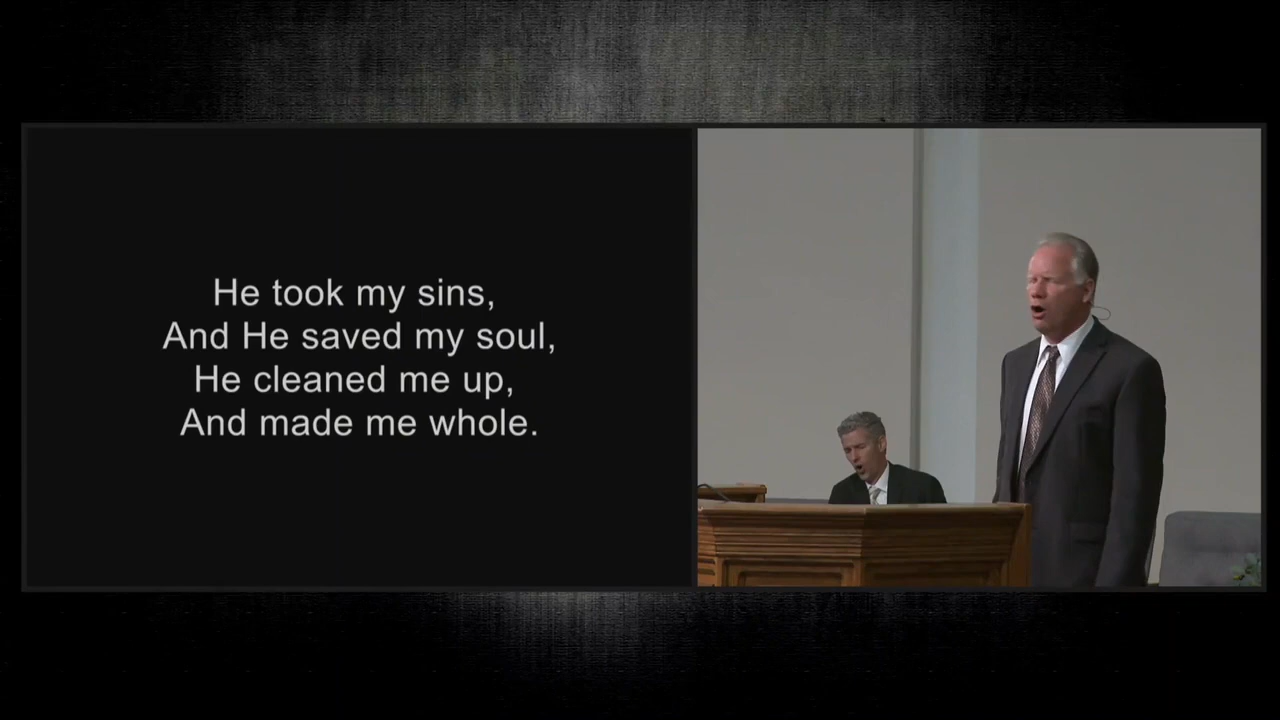 He took my sins,
And He saved my soul,
He cleaned me up,
And made me whole.